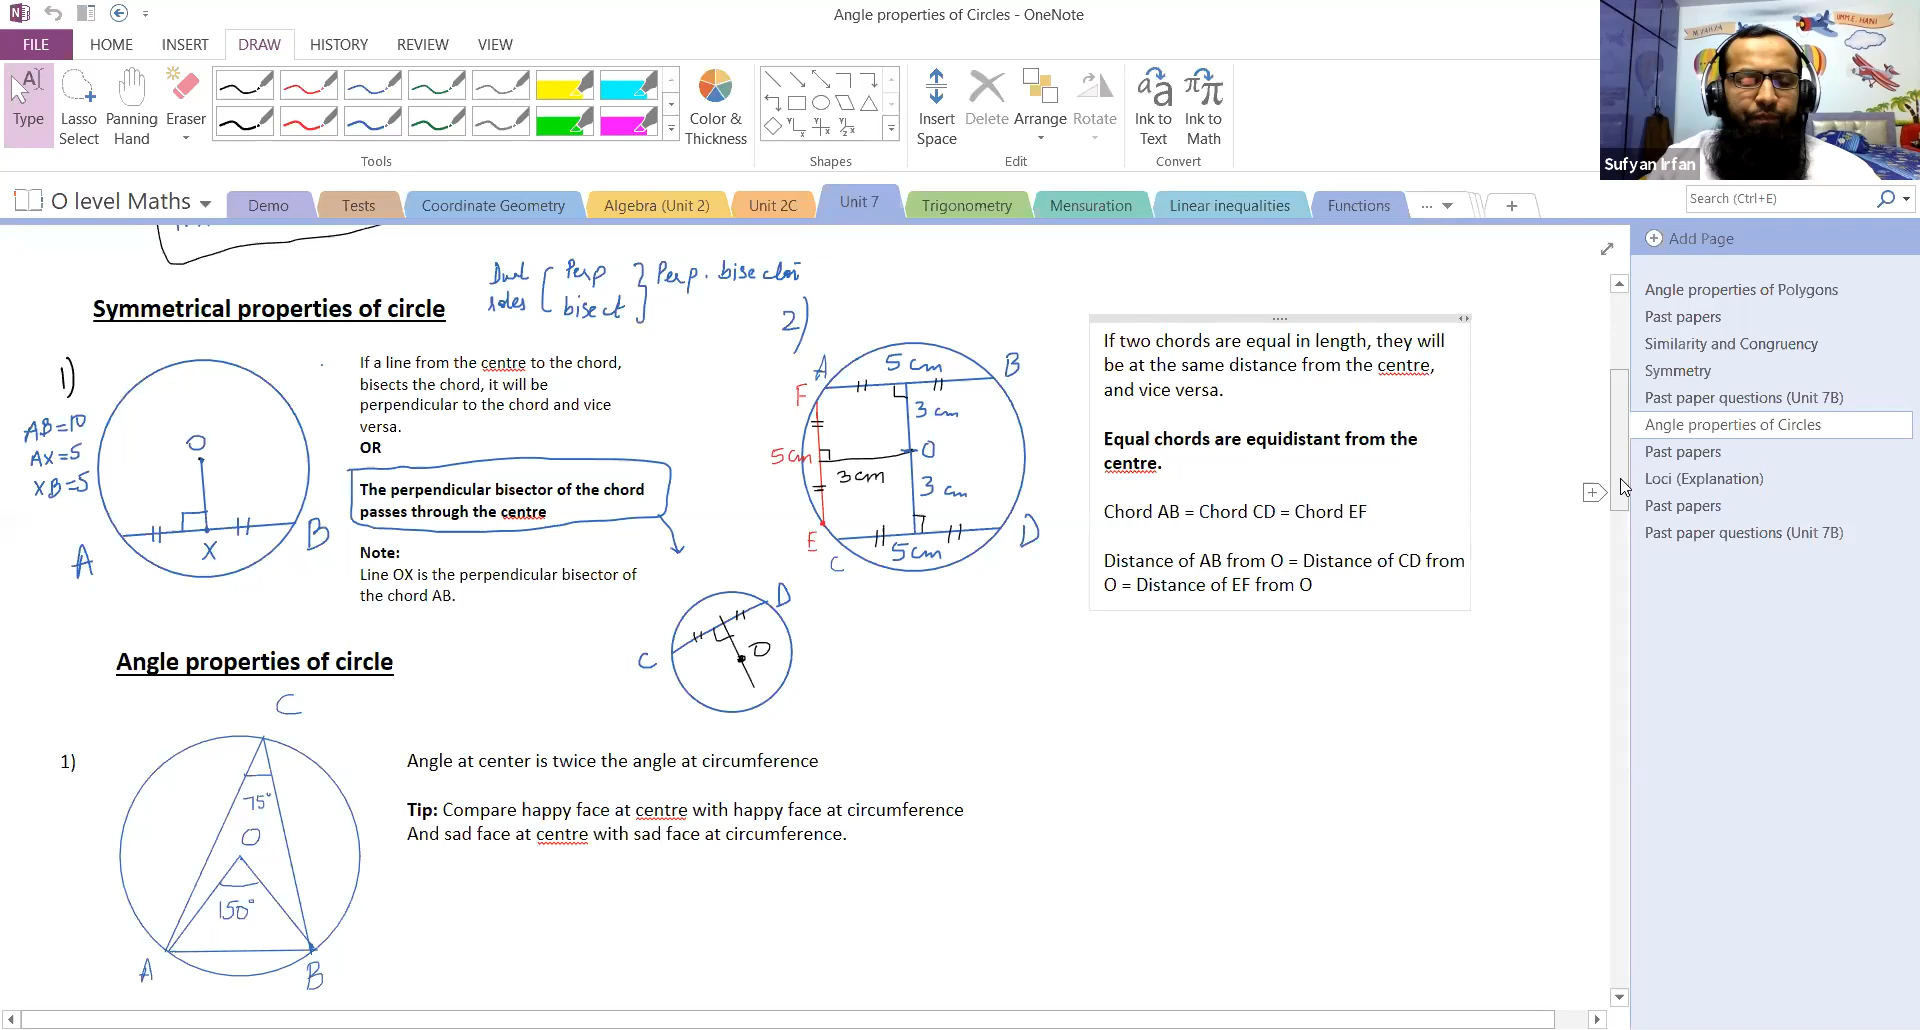 Angle properties of Circles - OneNote
FILE HOME INSERT DRAW HISTORY REVIEW VIEW
Type
Lasso Select
Panning Hand
Eraser
Color & Thickness
Insert Space
Delete
Arrange
Rotate
Ink to Text
Ink to Math
Tools Shapes Edit Convert
M.YAHYA
UMM.E.HANI
Sufyan Irfan
O level Maths
Demo Tests Coordinate Geometry Algebra (Unit 2) Unit 2C Unit 7 Trigonometry Mensuration Linear inequalities Functions ...
Search (Ctrl+E)
Add Page
Angle properties of Polygons
Past papers
Similarity and Congruency
Symmetry
Past paper questions (Unit 7B)
Angle properties of Circles
Past papers
Loci (Explanation)
Past papers
Past paper questions (Unit 7B)
Perp
bisect
Perp. bisector
Symmetrical properties of circle
1)
AB=10
AX=5
XB=5
O
A
X
B
If a line from the centre to the chord,
bisects the chord, it will be
perpendicular to the chord and vice
versa.
OR
The perpendicular bisector of the chord
passes through the centre
Note:
Line OX is the perpendicular bisector of
the chord AB.
C
D
O
2)
A
5 cm
B
F
3 cm
O
5cm
3 cm
3 cm
E
C
5cm
D
If two chords are equal in length, they will
be at the same distance from the centre,
and vice versa.
Equal chords are equidistant from the
centre.
Chord AB = Chord CD = Chord EF
Distance of AB from O = Distance of CD from
O = Distance of EF from O
Angle properties of circle
1)
C
75°
O
150°
A
B
Angle at center is twice the angle at circumference
Tip: Compare happy face at centre with happy face at circumference
And sad face at centre with sad face at circumference.